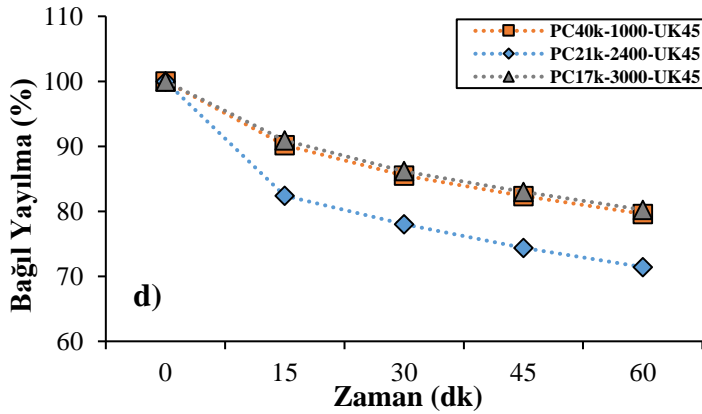 110
100
90
80
70
60
Bağıl Yayılma (%)
PC40k-1000-UK45
PC21k-2400-UK45
PC17k-3000-UK45
d)
0 15 30 45 60
Zaman (dk)